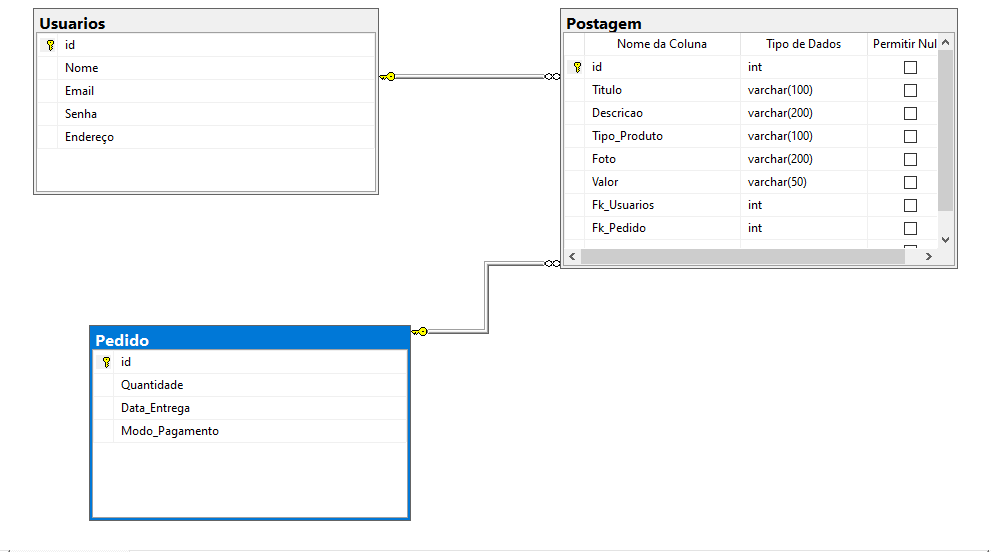 Usuarios
id
Nome
Email
Senha
Endereço
Postagem
Nome da Coluna Tipo de Dados Permitir Nul
id int
Titulo varchar(100)
Descricao varchar(200)
Tipo_Produto varchar(100)
Foto varchar(200)
Valor varchar(50)
Fk_Usuarios int
Fk_Pedido int
Pedido
id
Quantidade
Data_Entrega
Modo_Pagamento